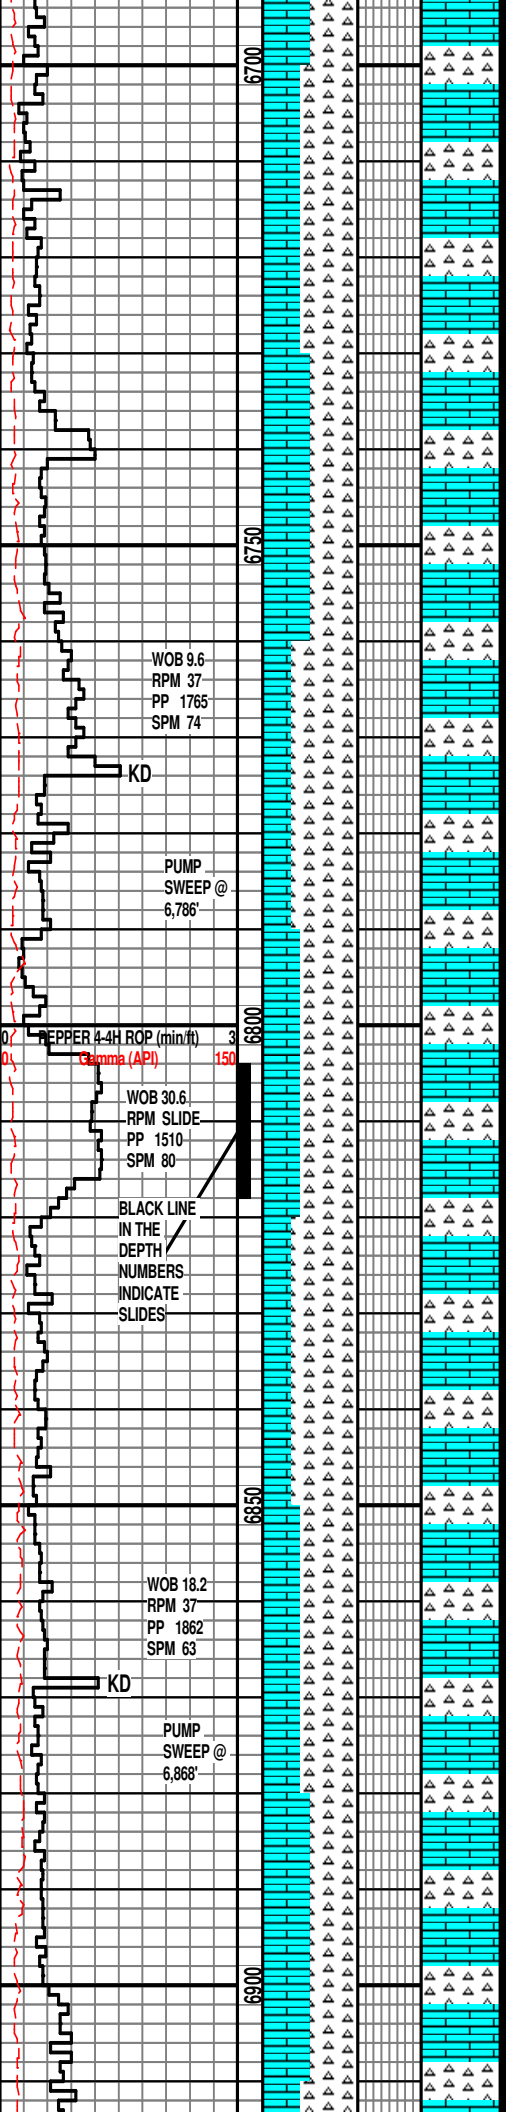 6700
6750
WOB 9.6
RPM 37
PP 1765
SPM 74
KD
PUMP
SWEEP @
6,786'
6800
0 PEPPER 4-4H ROP (min/ft) 3
0 Gamma (API) 150
WOB 30.6
RPM SLIDE
PP 1510
SPM 80
BLACK LINE
IN THE
DEPTH
NUMBERS
INDICATE
SLIDES
6850
WOB 18.2
RPM 37
PP 1862
SPM 63
KD
PUMP
SWEEP @
6,868'
6900